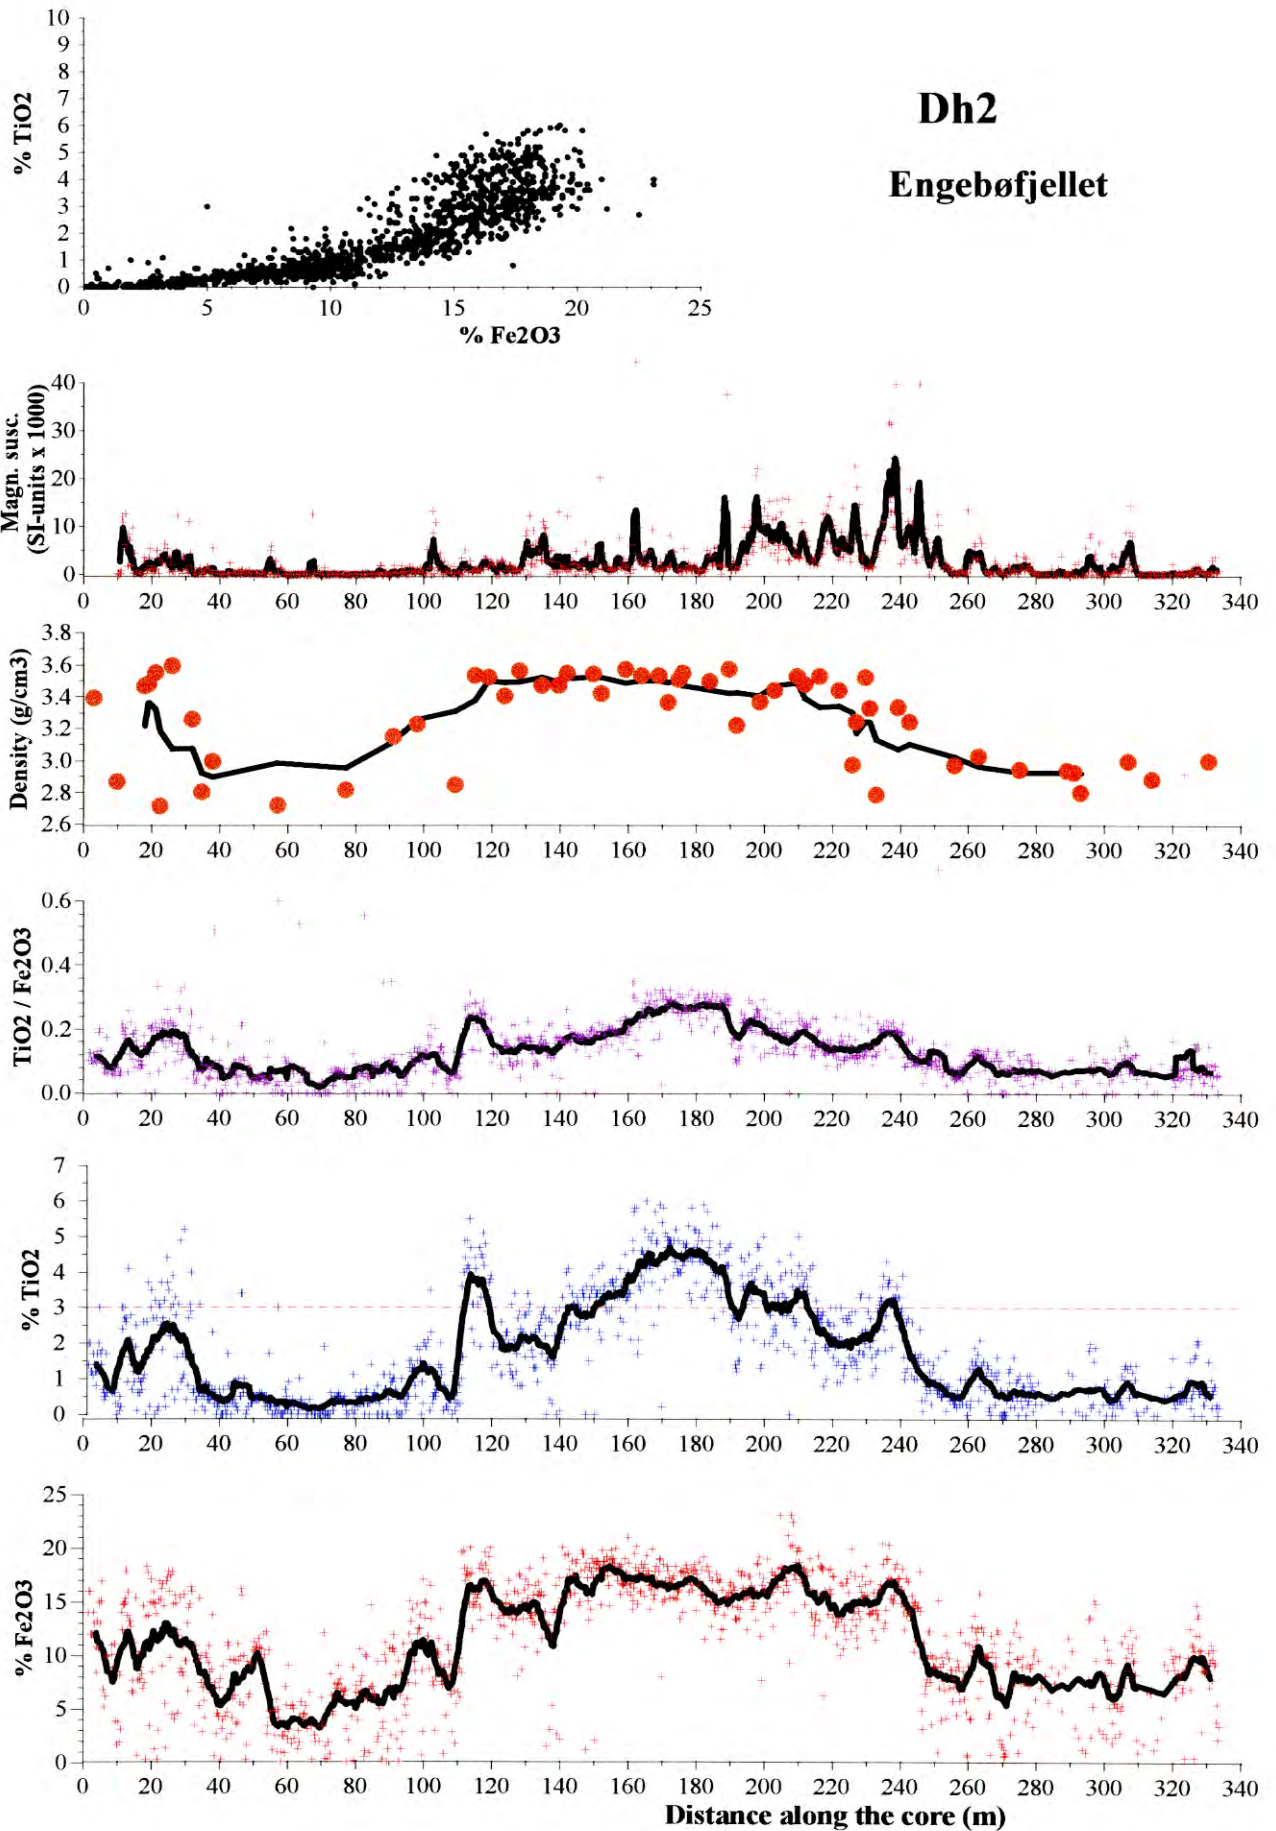 Dh2
Engebøfjellet
% TiO2
10
9
8
7
6
5
4
3
2
1
0
0 5 10 15 20 25
% Fe2O3
Magn. susc.
(SI-units x 1000)
40
30
20
10
0
0 20 40 60 80 100 120 140 160 180 200 220 240 260 280 300 320 340
Density (g/cm3)
3.8
3.6
3.4
3.2
3.0
2.8
2.6
0 20 40 60 80 100 120 140 160 180 200 220 240 260 280 300 320 340
TiO2 / Fe2O3
0.6
0.4
0.2
0.0
0 20 40 60 80 100 120 140 160 180 200 220 240 260 280 300 320 340
% TiO2
7
6
5
4
3
2
1
0
0 20 40 60 80 100 120 140 160 180 200 220 240 260 280 300 320 340
% Fe2O3
25
20
15
10
5
0
0 20 40 60 80 100 120 140 160 180 200 220 240 260 280 300 320 340
Distance along the core (m)